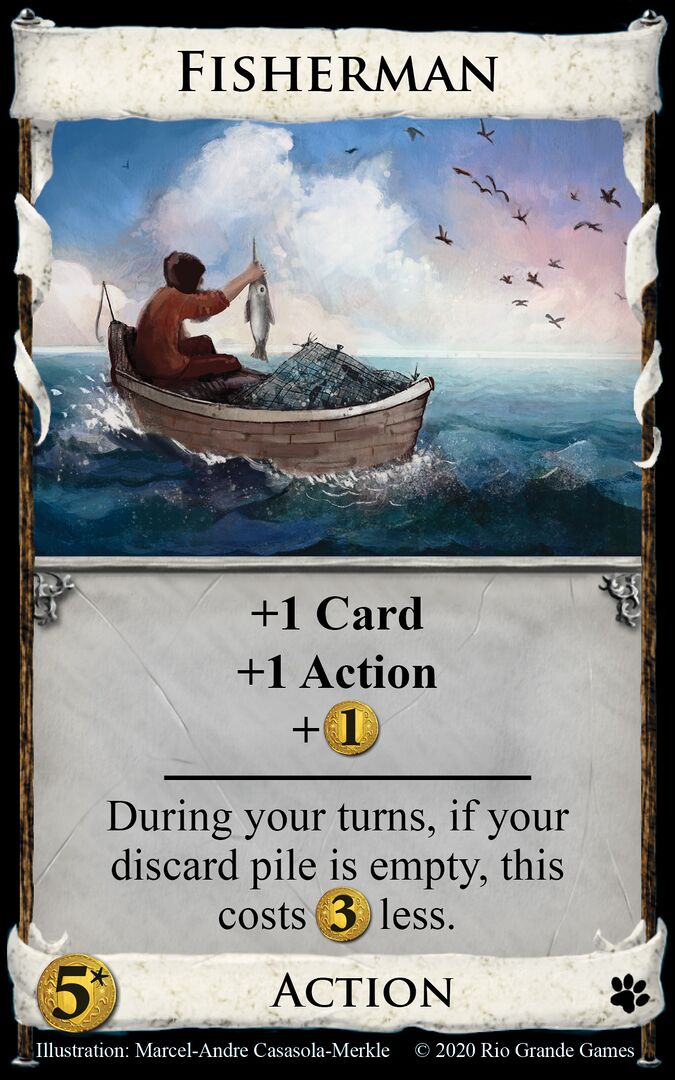 Fisherman
+1 Card
+1 Action
+1
During your turns, if your
discard pile is empty, this
costs 3 less.
5* Action
Illustration: Marcel-Andre Casasola-Merkle © 2020 Rio Grande Games